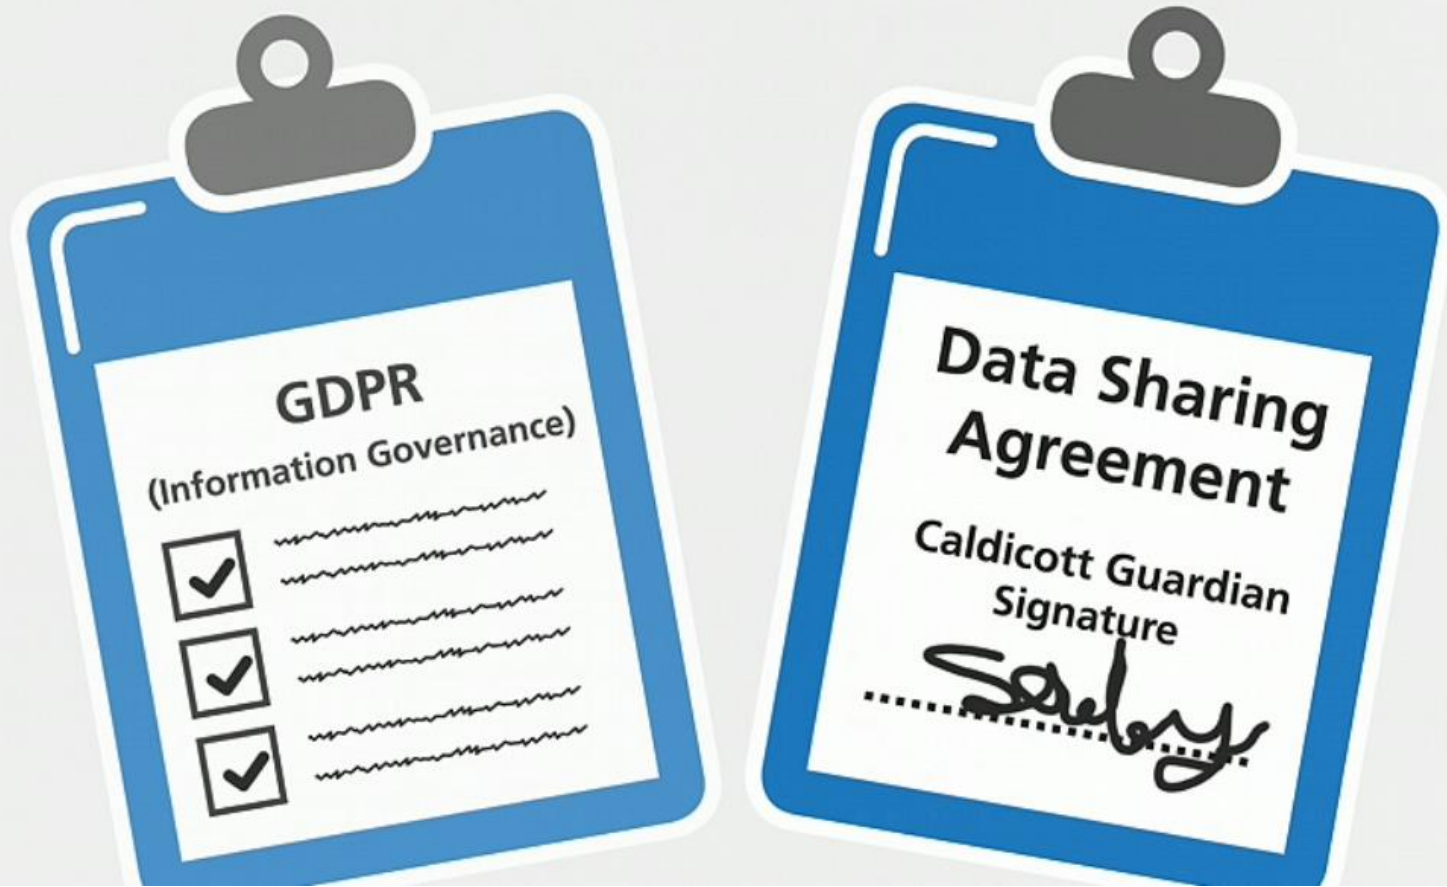 GDPR
(Information Governance)
Data Sharing
Agreement
Caldicott Guardian
Signature